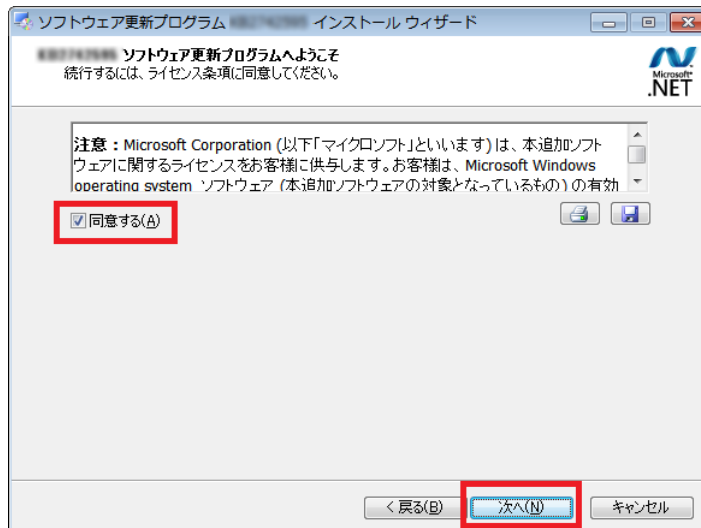 ソフトウェア更新プログラム インストール ウィザード
ソフトウェア更新プログラムへようこそ
続行するには、ライセンス条項に同意してください。
Microsoft®
.NET
注意：Microsoft Corporation (以下「マイクロソフト」といいます) は、本追加ソフト
ウェアに関するライセンスをお客様に供与します。お客様は、Microsoft Windows
operating system ソフトウェア (本追加ソフトウェアの対象となっているもの) の有効
同意する(A)
< 戻る(B)
次へ(N)
キャンセル